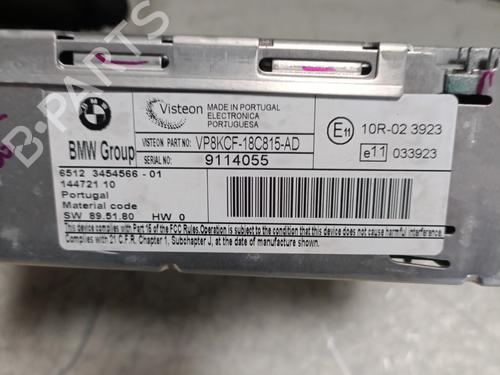 B-PARTS
BMW
BMW Group
Visteon
MADE IN PORTUGAL
ELECTRONICA
PORTUGUESA
VISTEON PART NO: VP8KCF-18C815-AD
SERIAL NO: 9114055
E11 10R-02 3923
e11 033923
6512 3454566 - 01
144721 10
Portugal
Material code
SW 89.51.80 HW 0
This device complies with Part 15 of the FCC Rules.Operation is subject to the condition that this device does not cause harmful interference.
Complies with 21 C.F.R. Chapter 1, Subchapter J, at the date of manufacture.